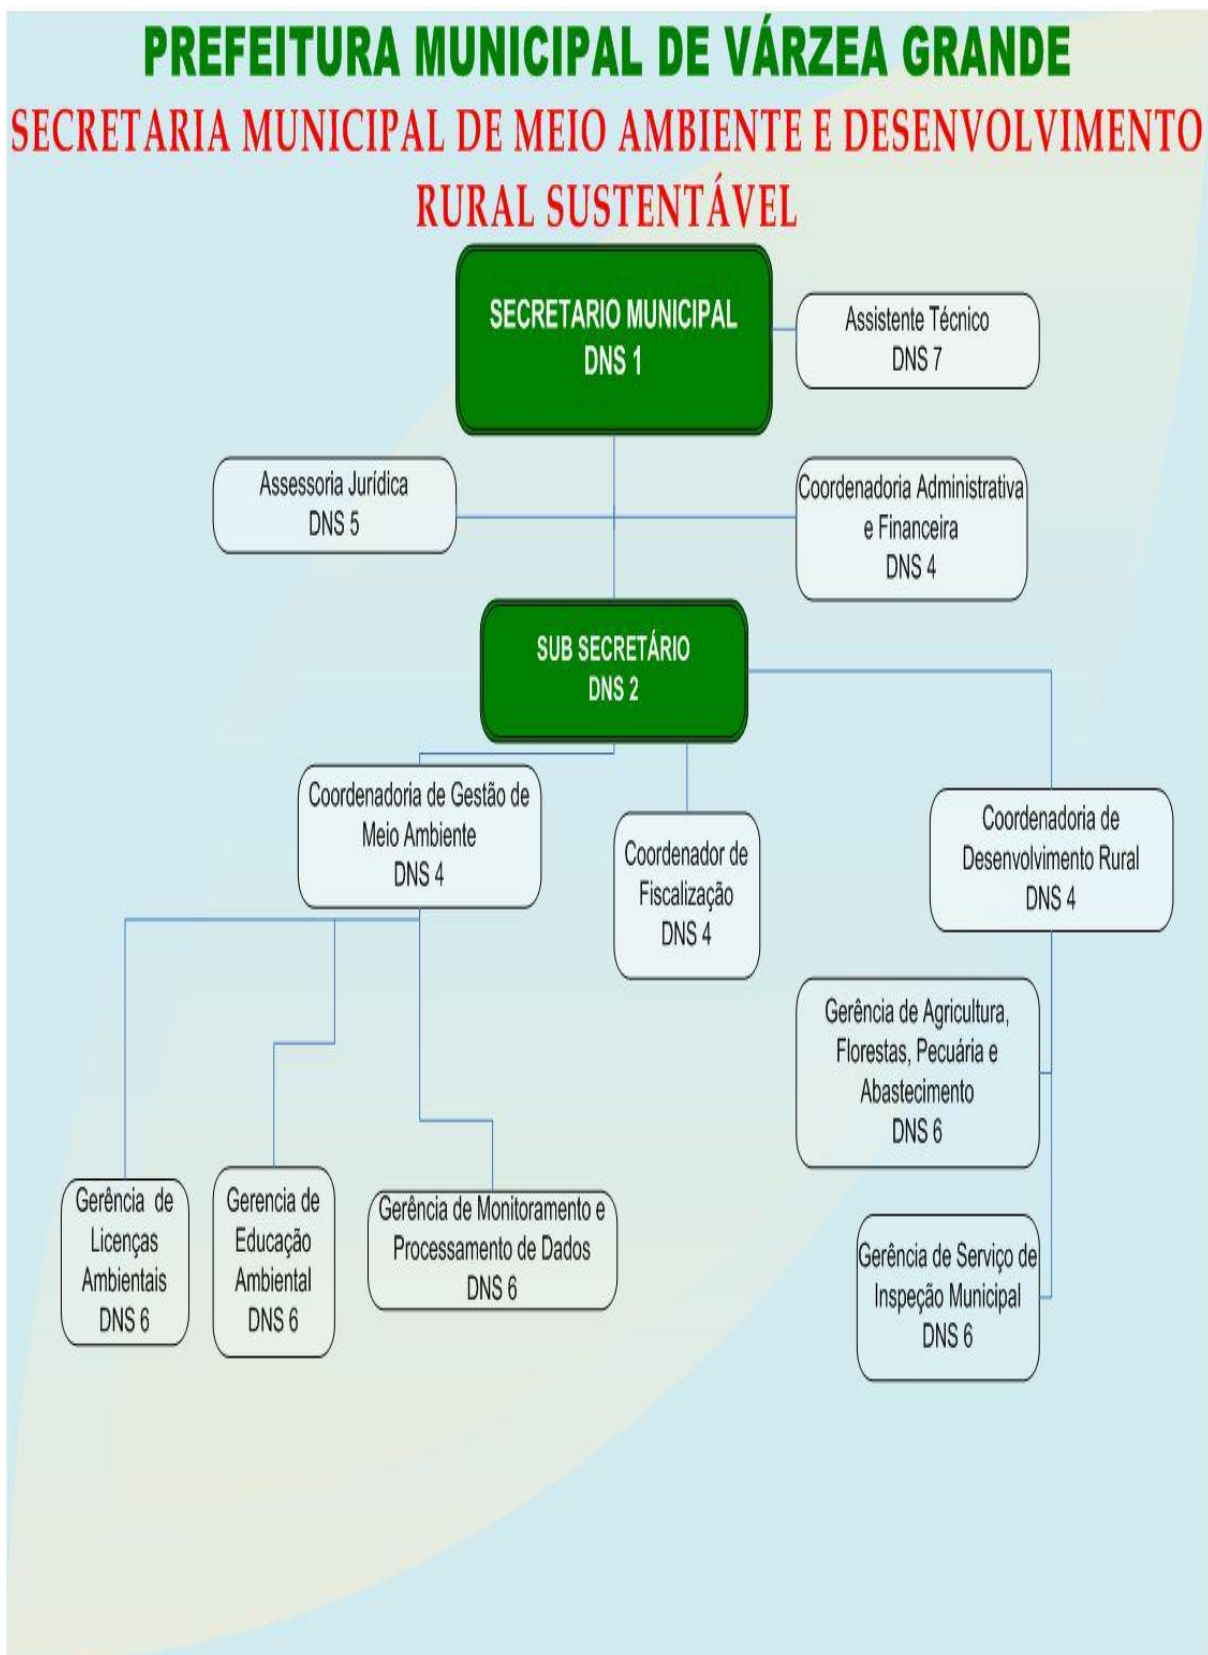 PREFEITURA MUNICIPAL DE VÁRZEA GRANDE
SECRETARIA MUNICIPAL DE MEIO AMBIENTE E DESENVOLVIMENTO
RURAL SUSTENTÁVEL
SECRETARIO MUNICIPAL
DNS 1
Assistente Técnico
DNS 7
Assessoria Jurídica
DNS 5
Coordenadoria Administrativa
e Financeira
DNS 4
SUB SECRETÁRIO
DNS 2
Coordenadoria de Gestão de
Meio Ambiente
DNS 4
Coordenador de
Fiscalização
DNS 4
Coordenadoria de
Desenvolvimento Rural
DNS 4
Gerência de Agricultura,
Florestas, Pecuária e
Abastecimento
DNS 6
Gerência de
Licenças
Ambientais
DNS 6
Gerencia de
Educação
Ambiental
DNS 6
Gerência de Monitoramento e
Processamento de Dados
DNS 6
Gerência de Serviço de
Inspeção Municipal
DNS 6